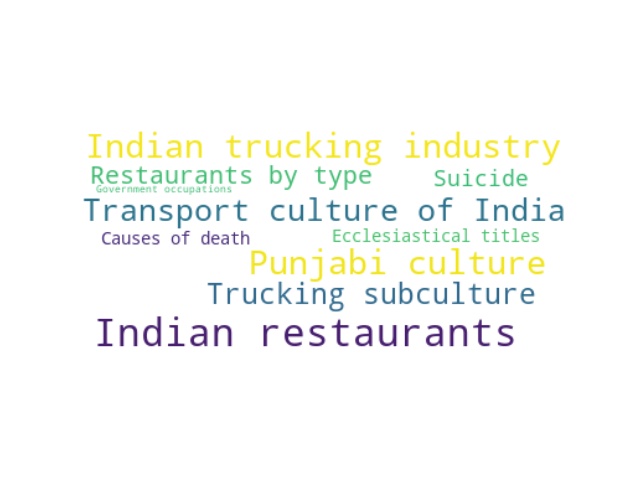 Indian trucking industry
Restaurants by type
Suicide
Government occupations
Transport culture of India
Causes of death
Ecclesiastical titles
Punjabi culture
Trucking subculture
Indian restaurants